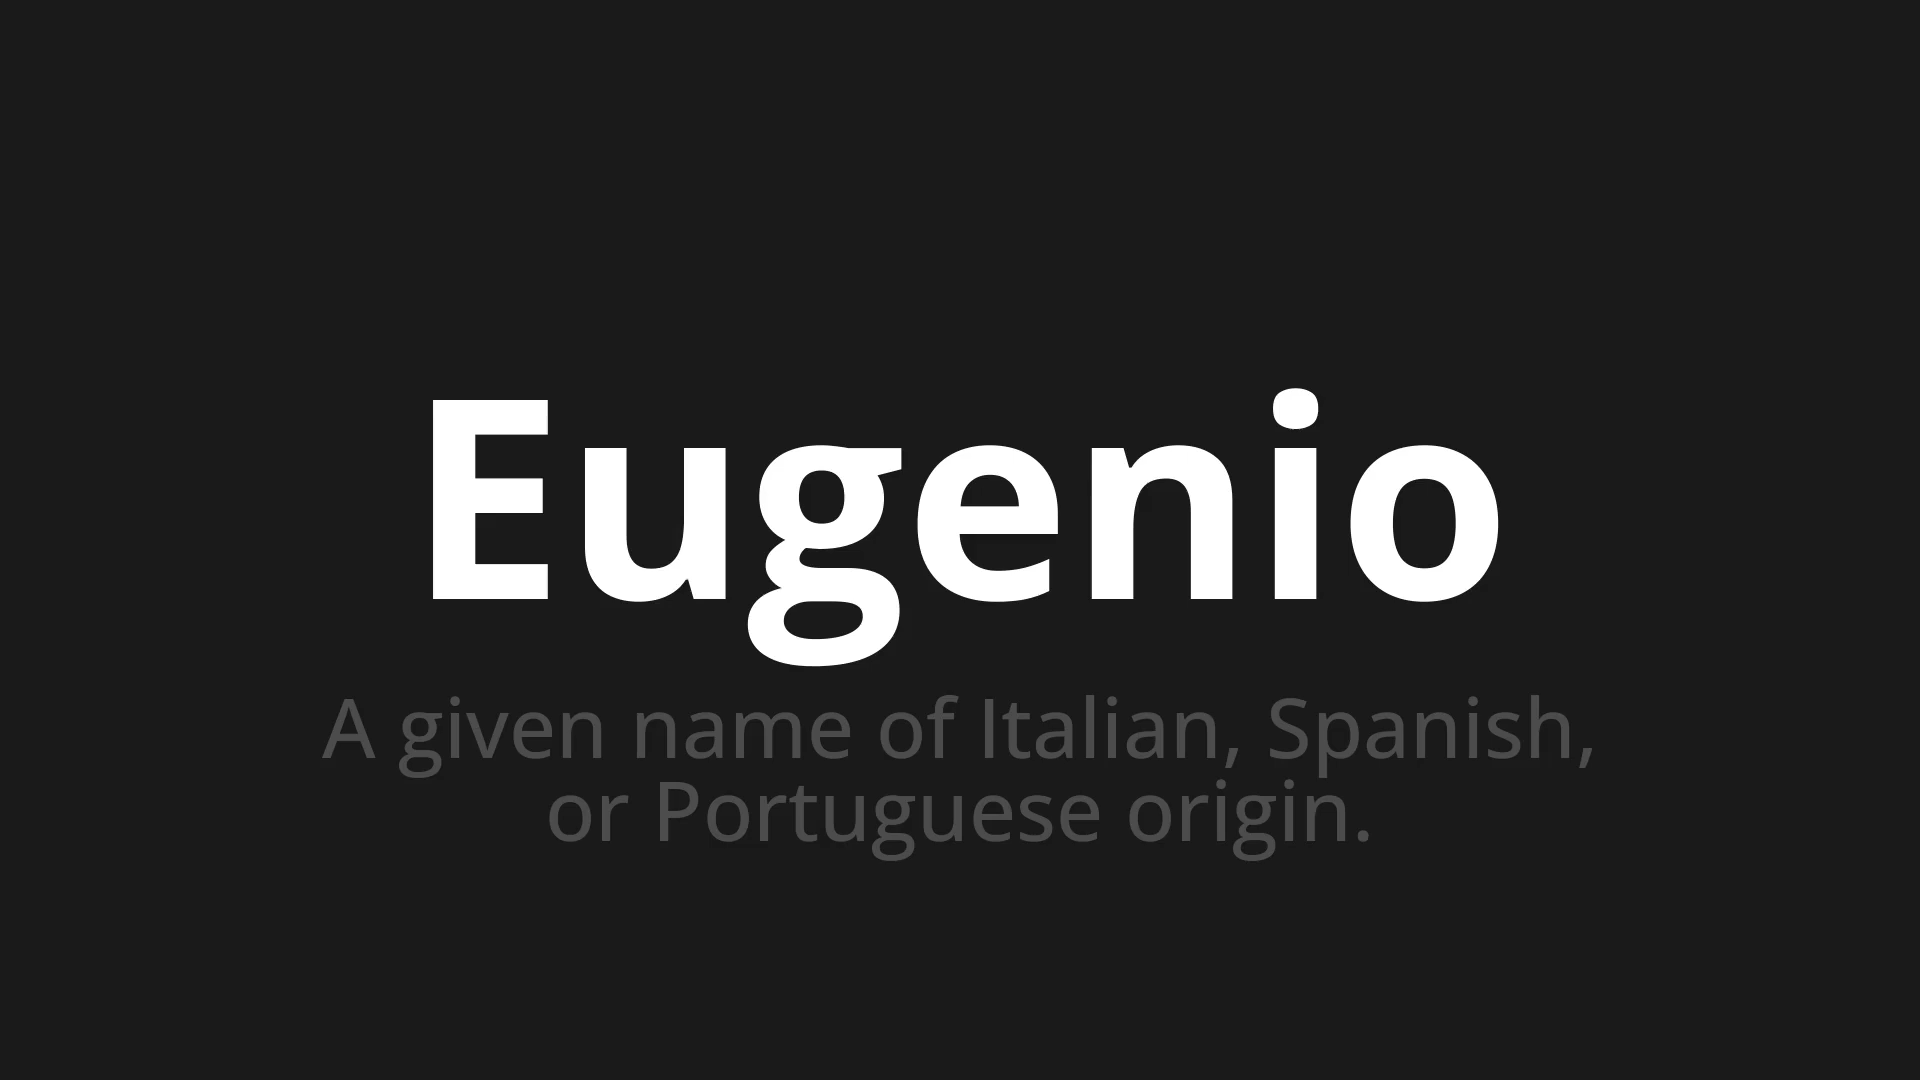 Eugenio
A given name of Italian, Spanish,
or Portuguese origin.